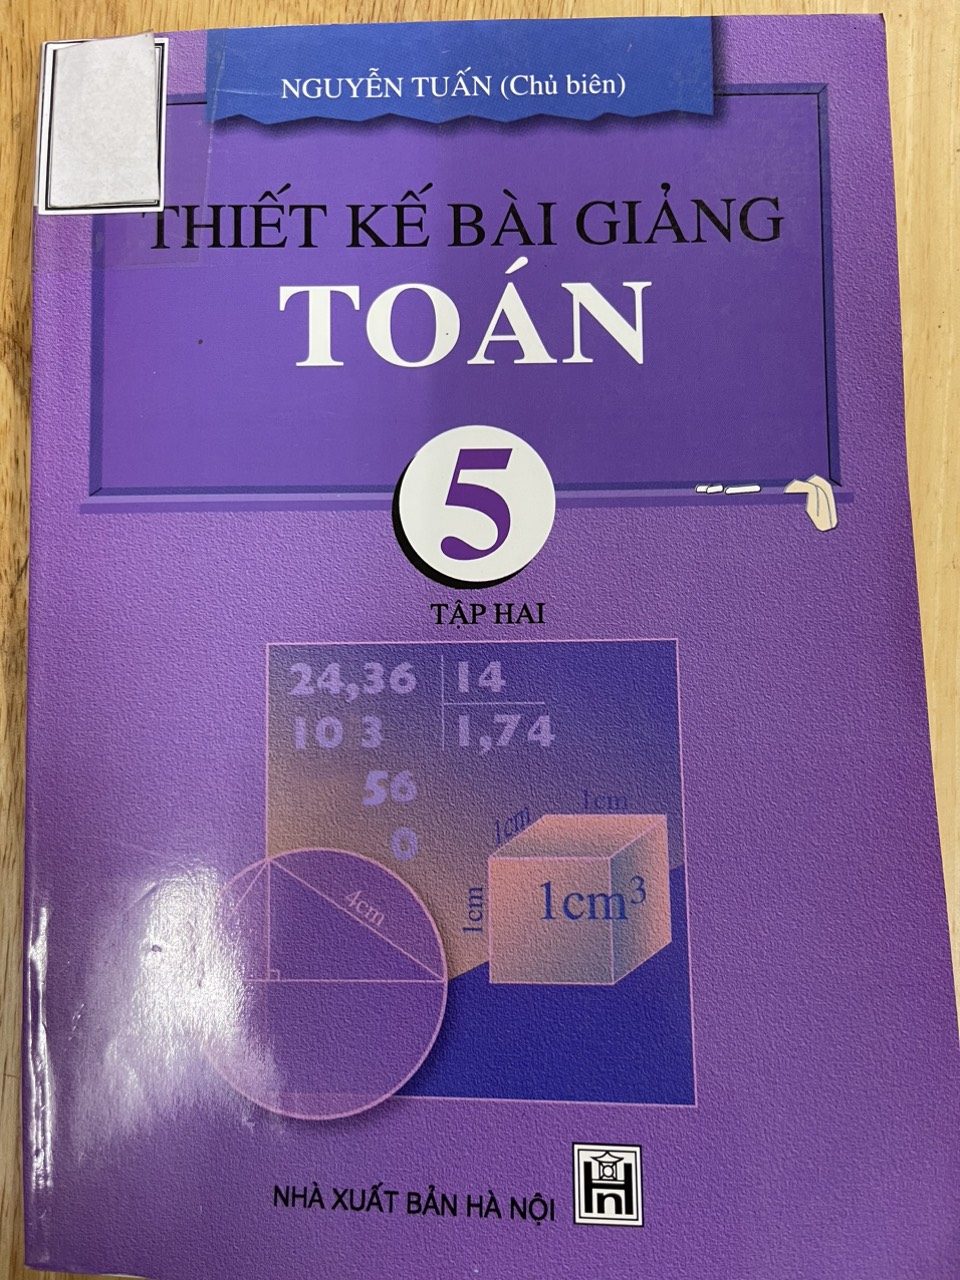 NGUYỄN TUẤN (Chủ biên)
THIẾT KẾ BÀI GIẢNG
TOÁN
5
TẬP HAI
24,36 14
10 3 1,74
56
0
1cm
1cm
1cm
1cm³
4cm
NHÀ XUẤT BẢN HÀ NỘI
Hn